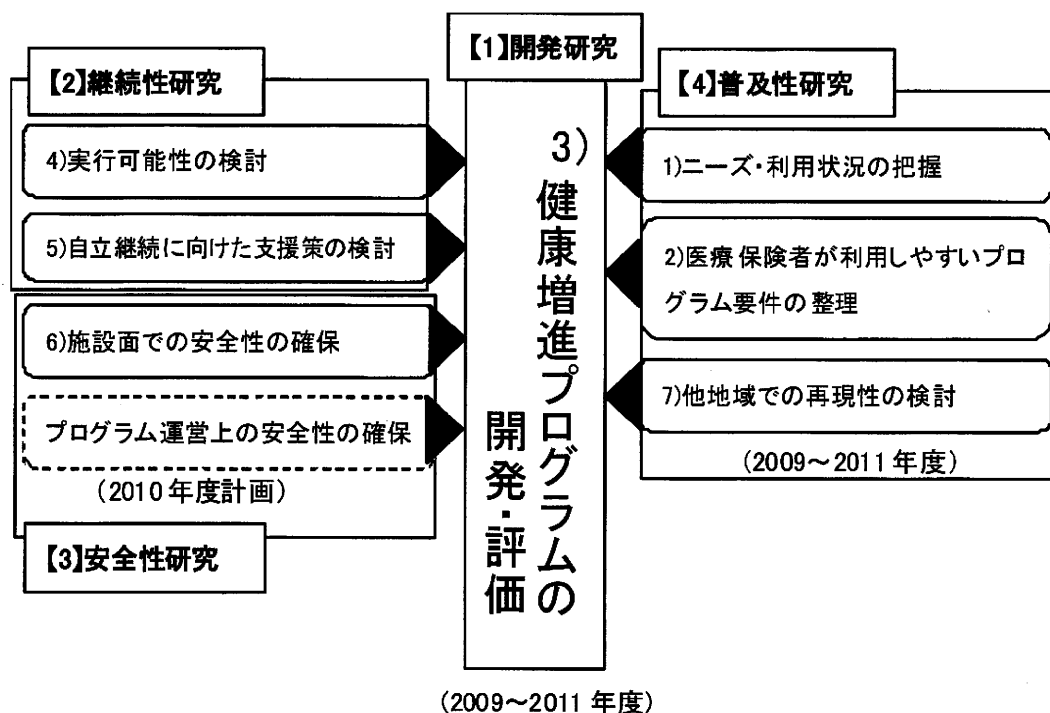 【1】開発研究
3)健康増進プログラムの
開発・評価
(2009～2011年度)
【2】継続性研究
4)実行可能性の検討
5)自立継続に向けた支援策の検討
6)施設面での安全性の確保
プログラム運営上の安全性の確保
(2010年度計画)
【3】安全性研究
【4】普及性研究
1)ニーズ・利用状況の把握
2)医療保険者が利用しやすいプロ
グラム要件の整理
7)他地域での再現性の検討
(2009～2011年度)